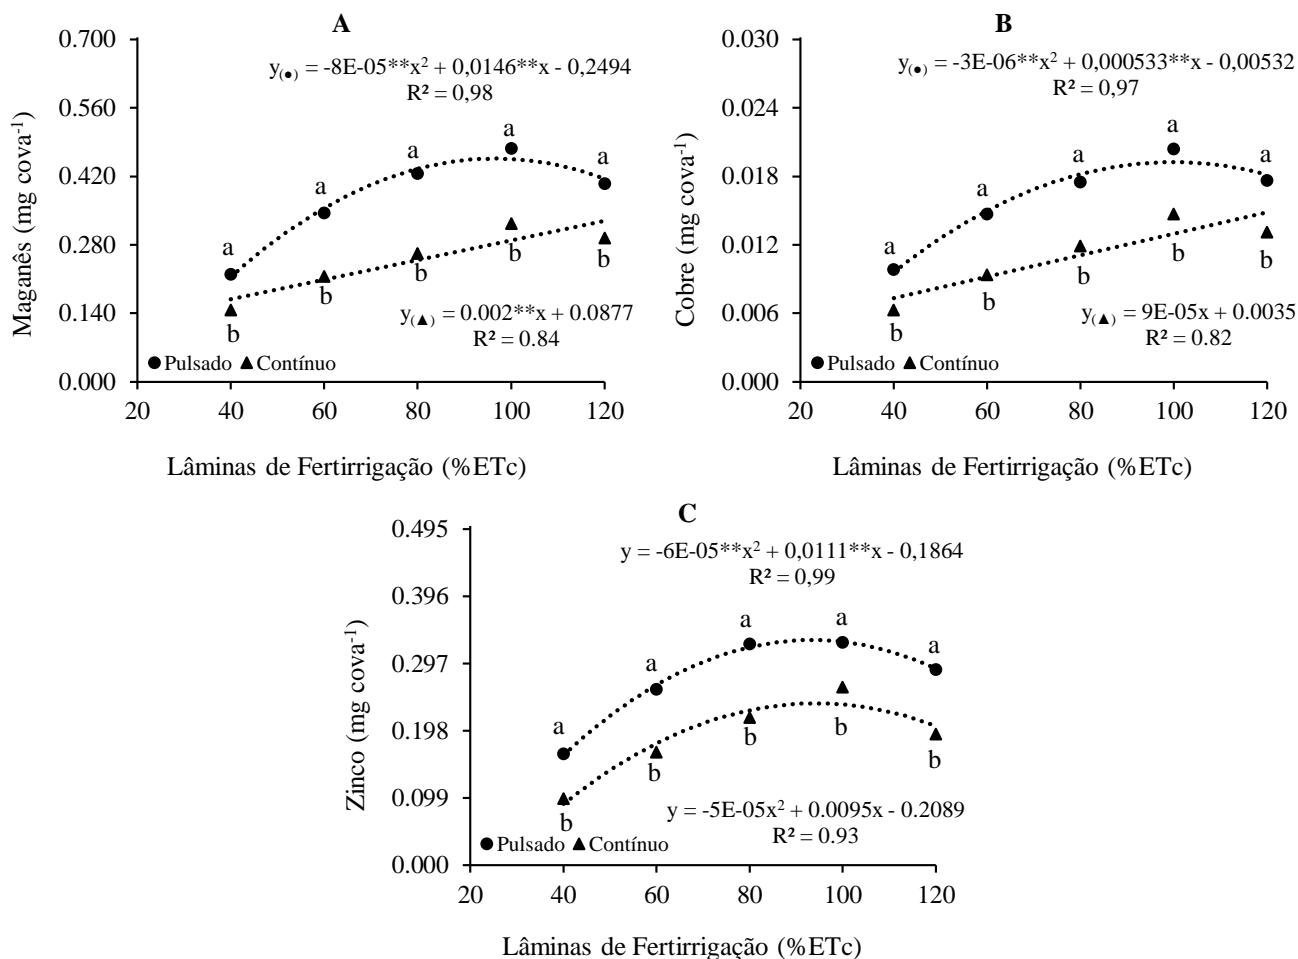 A
0.700
0.560
0.420
0.280
0.140
0.000
Maganês (mg cova⁻¹)
y(●) = -8E-05**x² + 0,0146**x - 0,2494
R² = 0,98
a
a
a
a
a
b
b
b
b
b
y(▲) = 0.002**x + 0.0877
R² = 0.84
● Pulsado ▲ Contínuo
20 40 60 80 100 120
Lâminas de Fertirrigação (%ETc)
B
0.030
0.024
0.018
0.012
0.006
0.000
Cobre (mg cova⁻¹)
y(●) = -3E-06**x² + 0,000533**x - 0,00532
R² = 0,97
a
a
a
a
a
b
b
b
b
b
y(▲) = 9E-05x + 0.0035
R² = 0.82
● Pulsado ▲ Contínuo
20 40 60 80 100 120
Lâminas de Fertirrigação (%ETc)
C
0.495
0.396
0.297
0.198
0.099
0.000
Zinco (mg cova⁻¹)
y = -6E-05**x² + 0,0111**x - 0,1864
R² = 0,99
a
a
a
a
a
b
b
b
b
b
y = -5E-05x² + 0.0095x - 0.2089
R² = 0.93
● Pulsado ▲ Contínuo
20 40 60 80 100 120
Lâminas de Fertirrigação (%ETc)